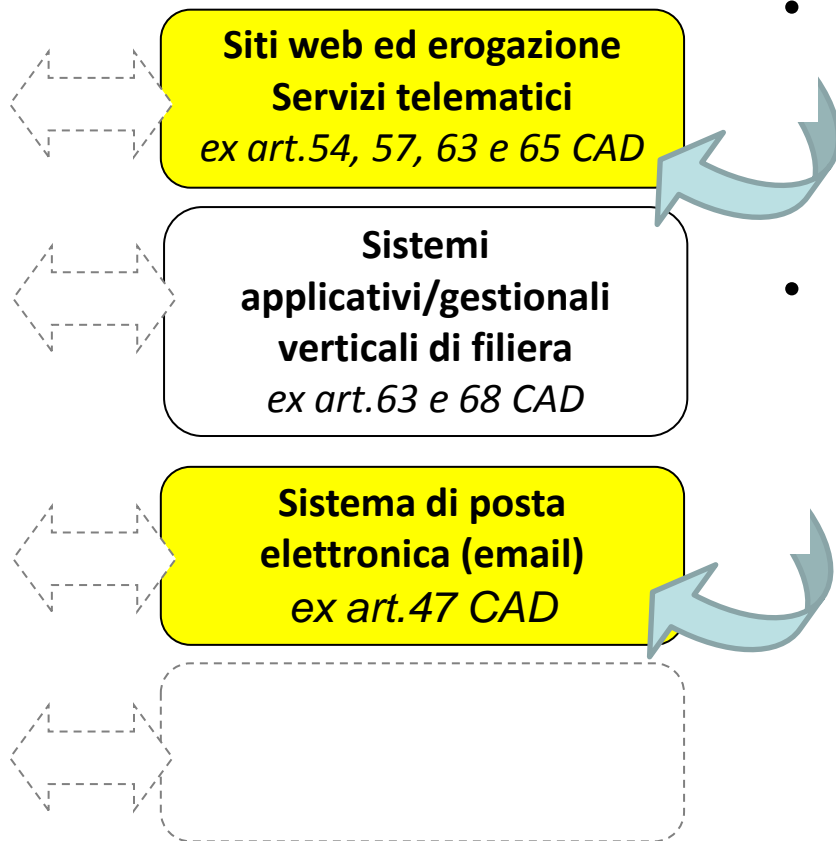 Siti web ed erogazione
Servizi telematici
ex art.54, 57, 63 e 65 CAD
Sistemi
applicativi/gestionali
verticali di filiera
ex art.63 e 68 CAD
Sistema di posta
elettronica (email)
ex art.47 CAD